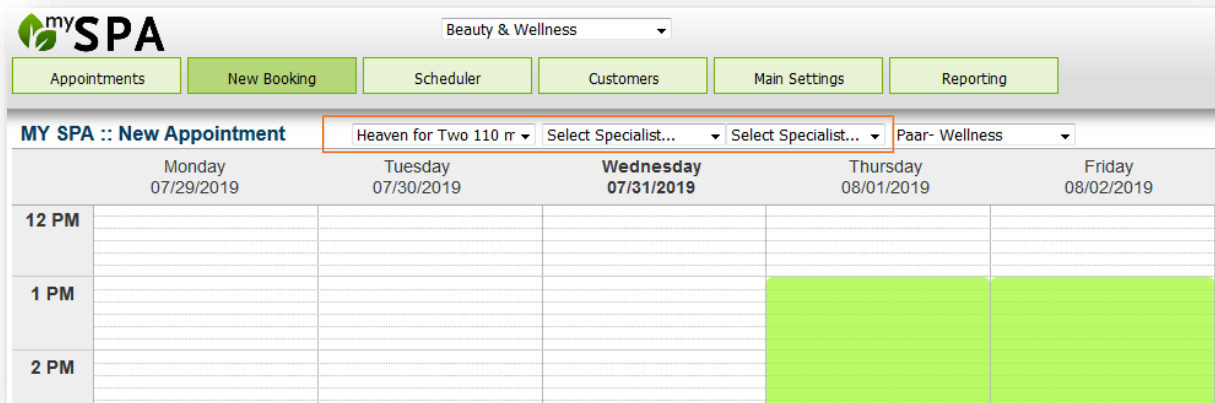 my SPA
Beauty & Wellness
Appointments New Booking Scheduler Customers Main Settings Reporting
MY SPA :: New Appointment Heaven for Two 110 m Select Specialist... Select Specialist... Paar- Wellness
Monday Tuesday Wednesday Thursday Friday
07/29/2019 07/30/2019 07/31/2019 08/01/2019 08/02/2019
12 PM
1 PM
2 PM